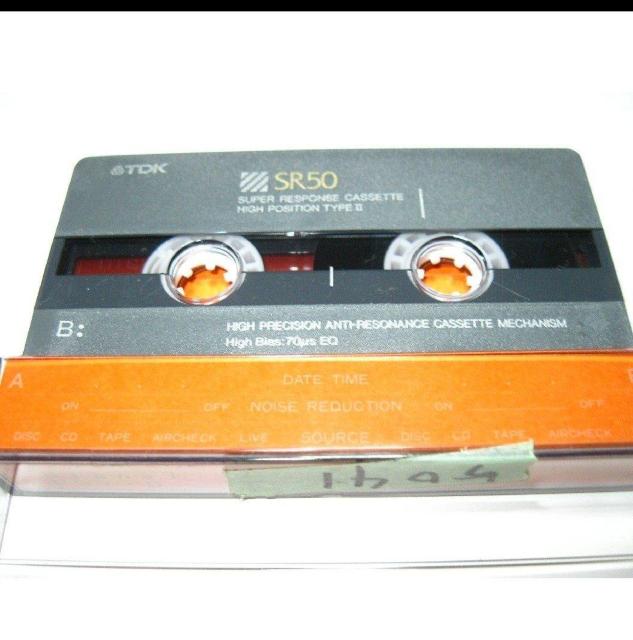 TDK
SR50
SUPER RESPONSE CASSETTE
HIGH POSITION TYPE II
B:
HIGH PRECISION ANTI-RESONANCE CASSETTE MECHANISM
High Bias: 70μs EQ
A DATE TIME
ON OFF NOISE REDUCTION ON OFF
DISC CD TAPE AIRCHECK LIVE SOURCE DISC CD TAPE AIRCHECK